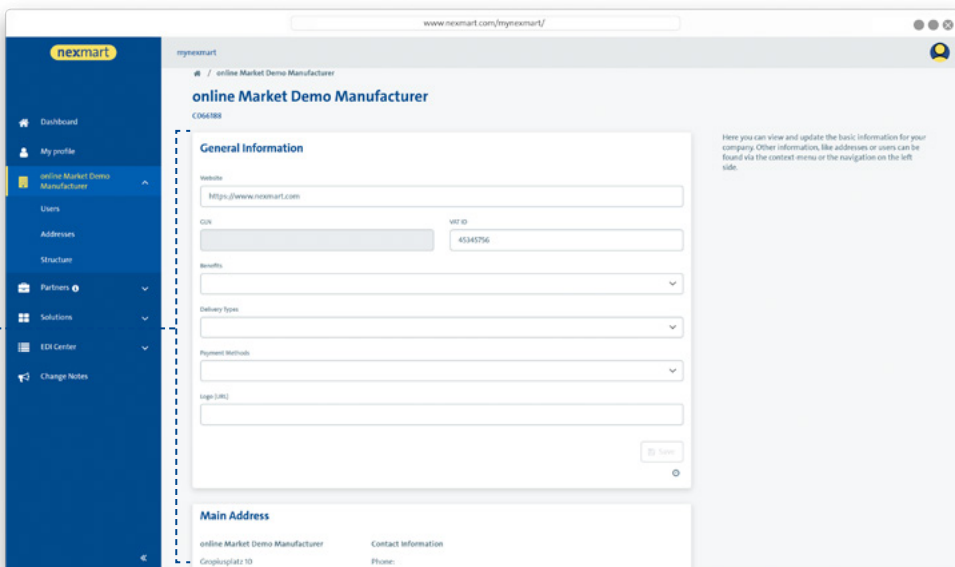 www.nexmart.com/mynexmart/
nexmart
mynexmart
/ online Market Demo Manufacturer
online Market Demo Manufacturer
C066188
Dashboard
My profile
online Market Demo
Manufacturer
Users
Addresses
Structure
Partners
Solutions
EDI Center
Change Notes
General Information
Website
https://www.nexmart.com
GLN
VAT ID
45345756
Benefits
Delivery Types
Payment Methods
Logo (URL)
Save
Here you can view and update the basic information for your
company. Other information, like addresses or users can be
found via the context menu or the navigation on the left
side.
Main Address
online Market Demo Manufacturer
Contact Information
Gropiusplatz 10
Phone: